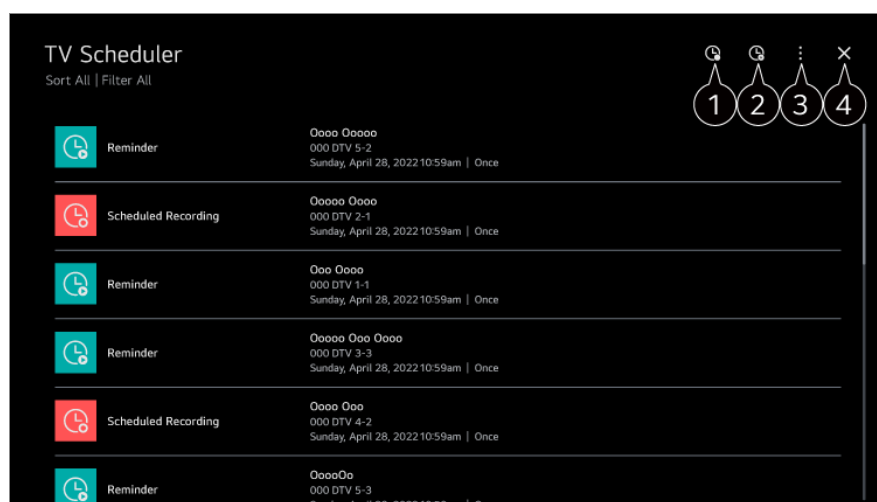 TV Scheduler
Sort All | Filter All
1 2 3 4
Reminder
Oooo Ooooo
000 DTV 5-2
Sunday, April 28, 2022 10:59am | Once
Scheduled Recording
Ooooo Oooo
000 DTV 2-1
Sunday, April 28, 2022 10:59am | Once
Reminder
Ooo Oooo
000 DTV 1-1
Sunday, April 28, 2022 10:59am | Once
Reminder
Ooooo Ooo Oooo
000 DTV 3-3
Sunday, April 28, 2022 10:59am | Once
Scheduled Recording
Oooo Ooo
000 DTV 4-2
Sunday, April 28, 2022 10:59am | Once
Reminder
OoooOo
000 DTV 5-3